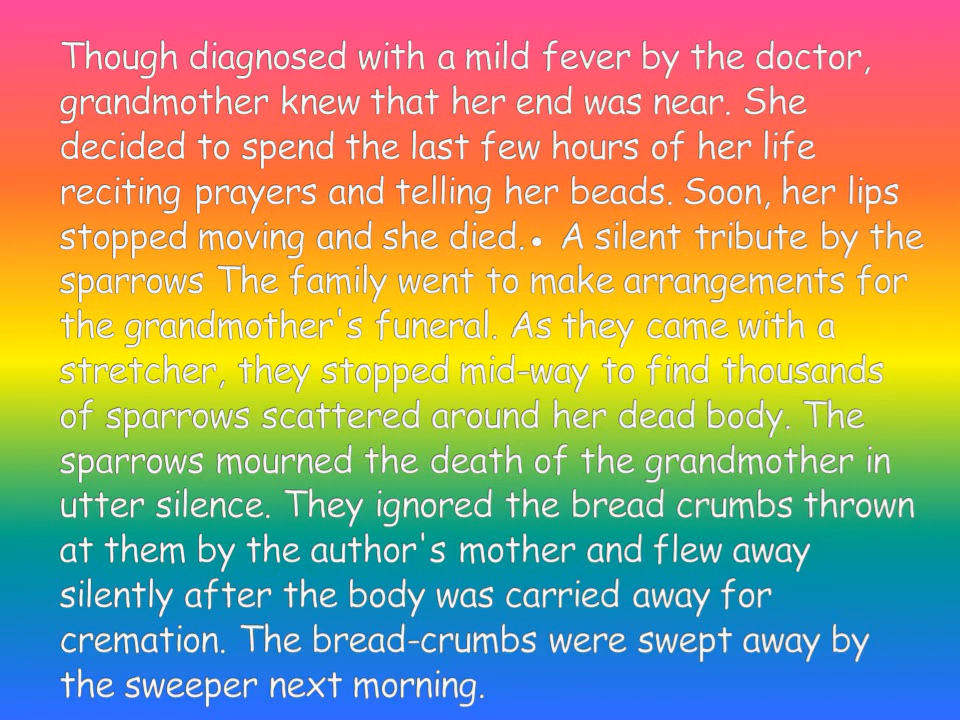 Though diagnosed with a mild fever by the doctor,
grandmother knew that her end was near. She
decided to spend the last few hours of her life
reciting prayers and telling her beads. Soon, her lips
stopped moving and she died.● A silent tribute by the
sparrows The family went to make arrangements for
the grandmother's funeral. As they came with a
stretcher, they stopped mid-way to find thousands
of sparrows scattered around her dead body. The
sparrows mourned the death of the grandmother in
utter silence. They ignored the bread crumbs thrown
at them by the author's mother and flew away
silently after the body was carried away for
cremation. The bread-crumbs were swept away by
the sweeper next morning.